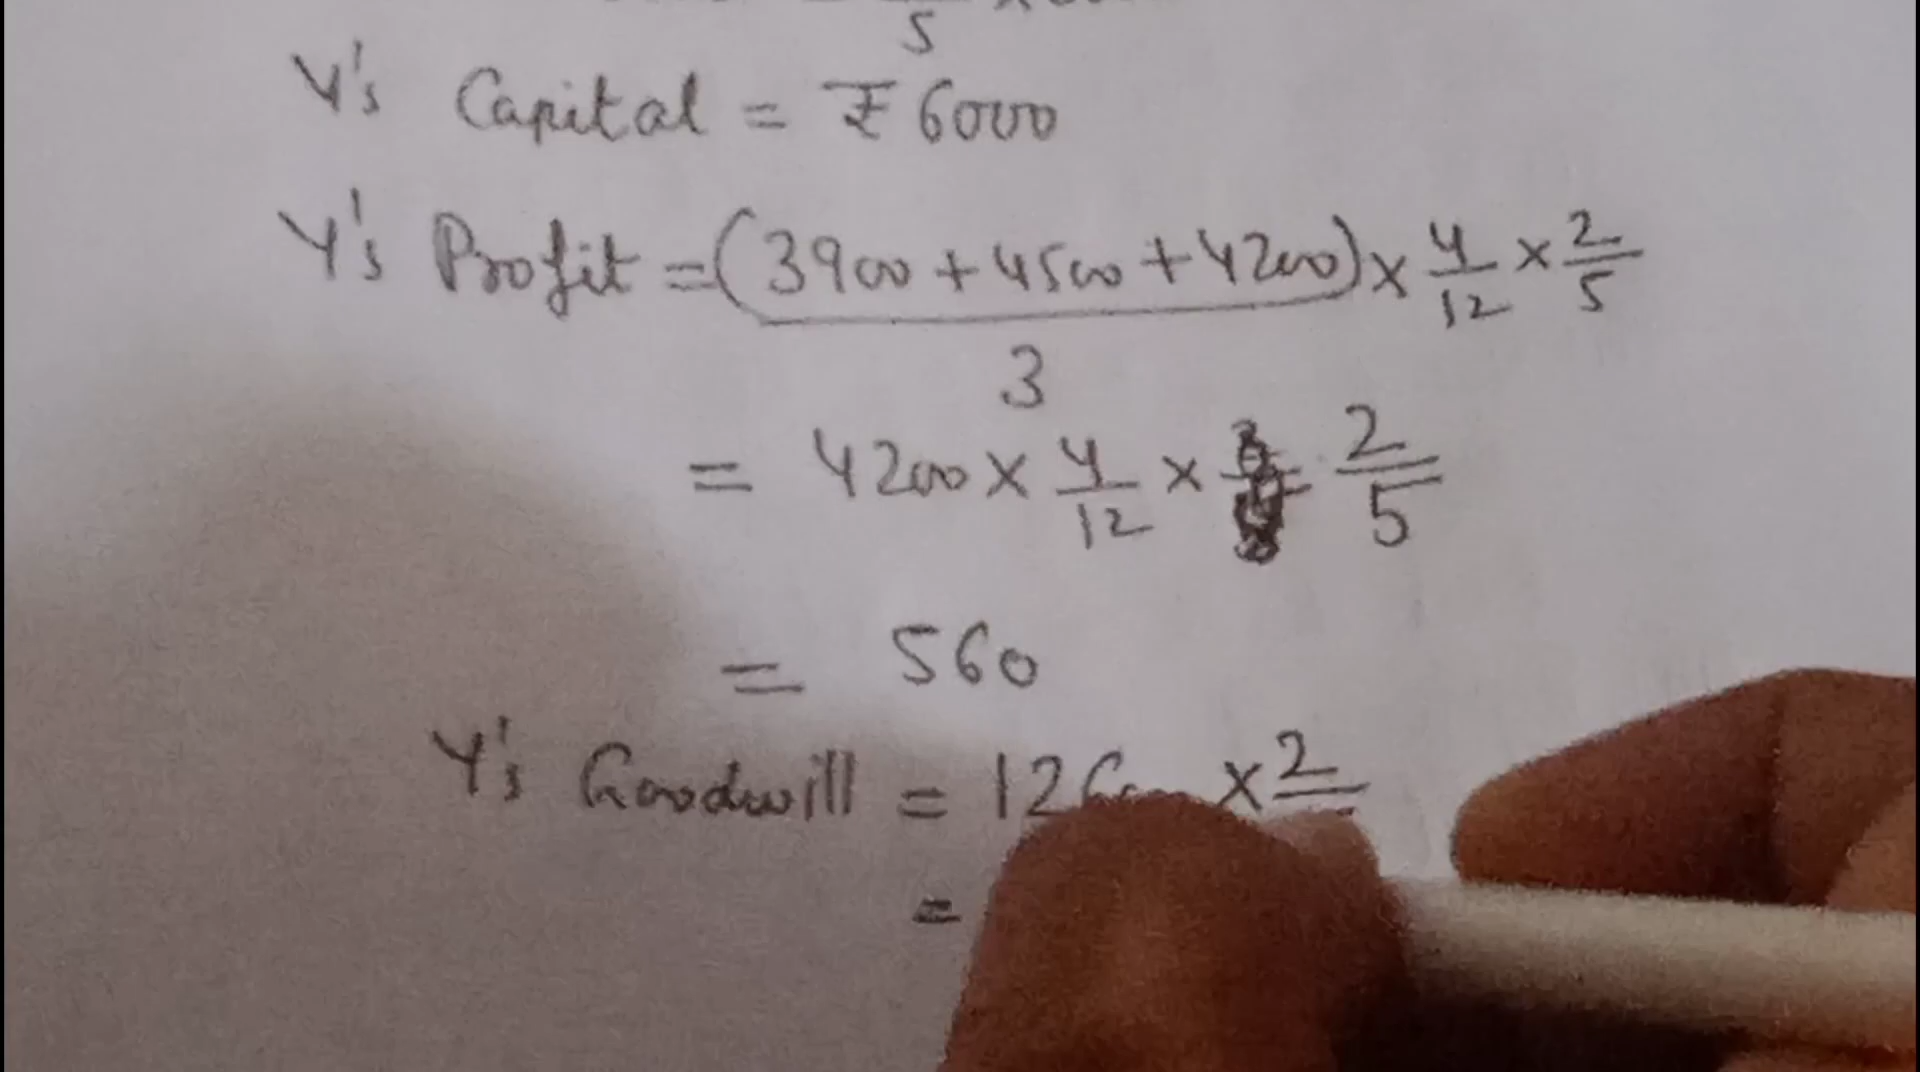 5
Y's Capital = ₹ 6000
Y's Profit = (3900 + 4500 + 4200) × 4/12 × 2/5
3
= 4200 × 4/12 × 2/5
= 560
Y's Goodwill = 126 × 2
=